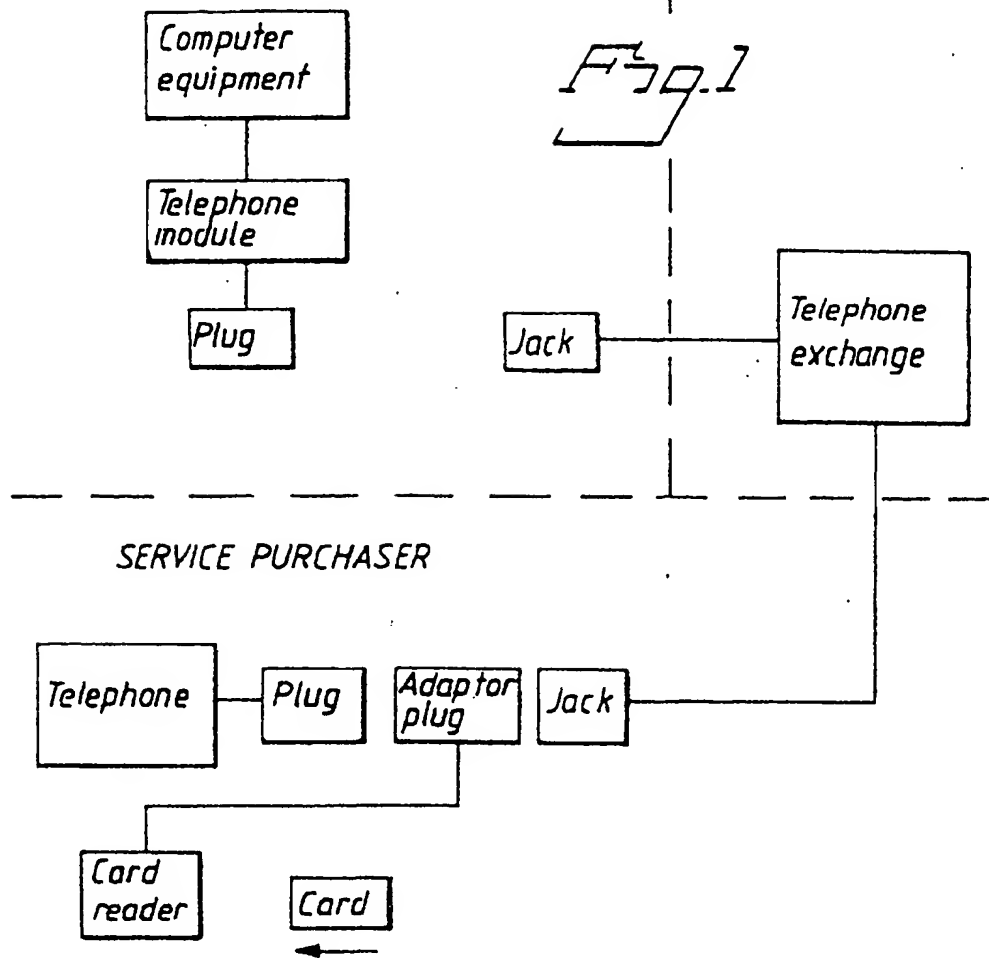 Computer
equipment
Fig.1
Telephone
module
Plug
Jack
Telephone
exchange
SERVICE PURCHASER
Telephone
Plug
Adaptor
plug
Jack
Card
reader
Card